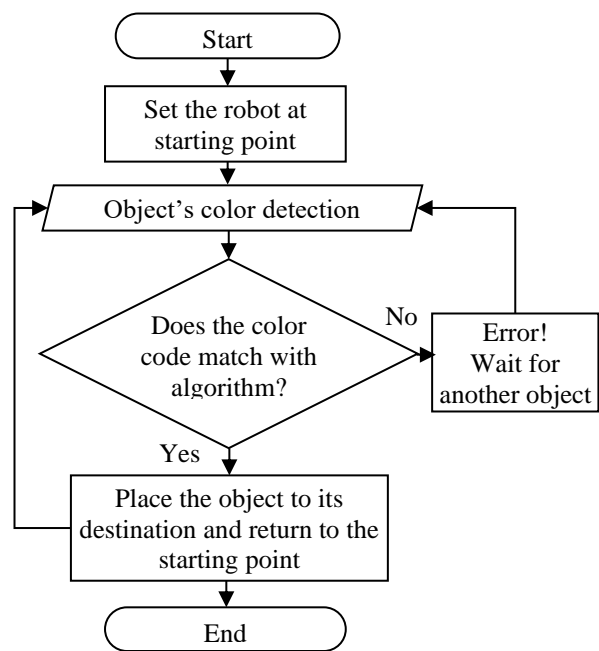 Start
Set the robot at
starting point
Object's color detection
Does the color
code match with
algorithm?
No
Error!
Wait for
another object
Yes
Place the object to its
destination and return to the
starting point
End